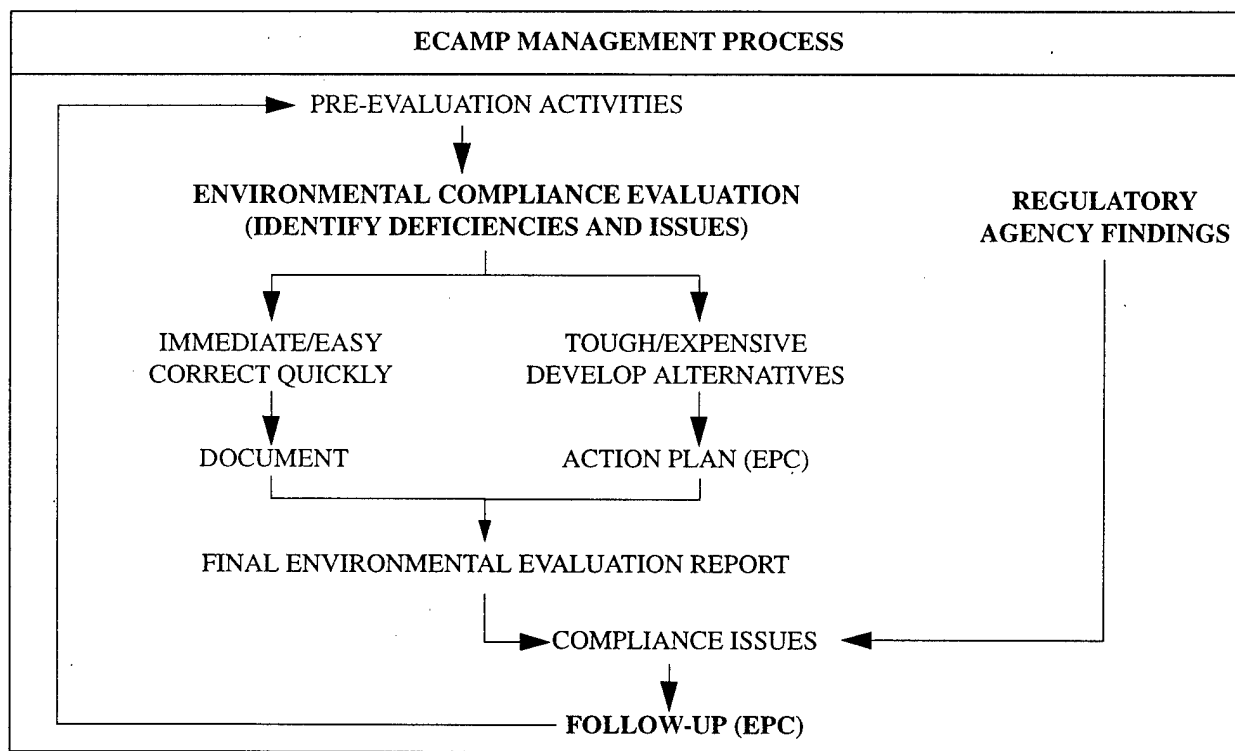 ECAMP MANAGEMENT PROCESS
PRE-EVALUATION ACTIVITIES
ENVIRONMENTAL COMPLIANCE EVALUATION
(IDENTIFY DEFICIENCIES AND ISSUES)
REGULATORY
AGENCY FINDINGS
IMMEDIATE/EASY
CORRECT QUICKLY
TOUGH/EXPENSIVE
DEVELOP ALTERNATIVES
DOCUMENT
ACTION PLAN (EPC)
FINAL ENVIRONMENTAL EVALUATION REPORT
COMPLIANCE ISSUES
FOLLOW-UP (EPC)